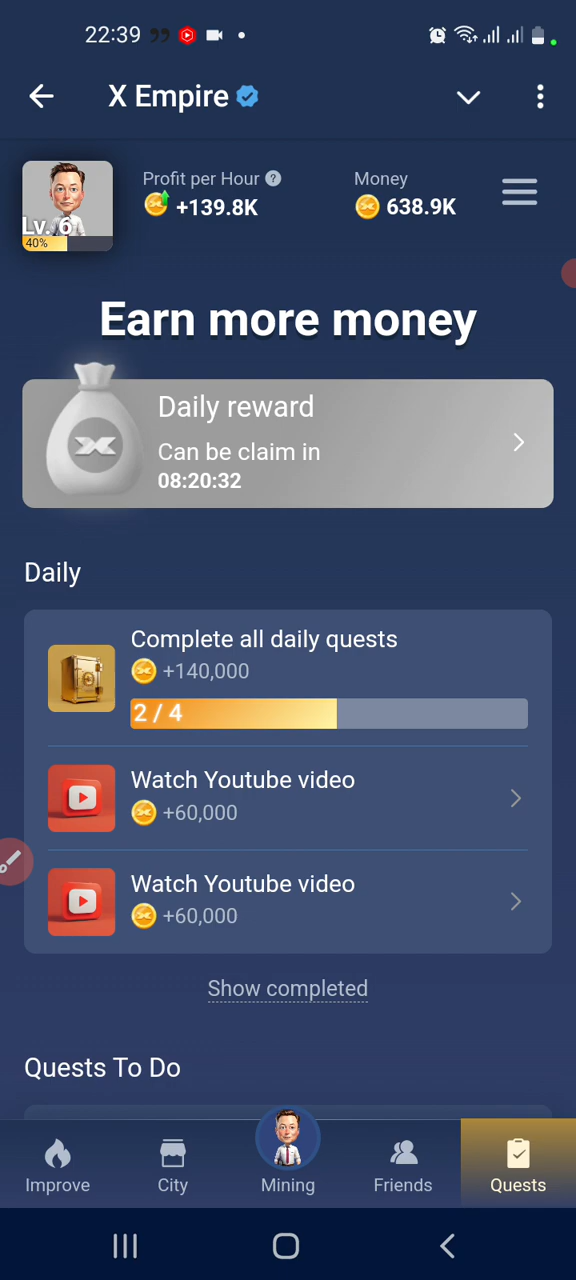 22:39
X Empire
Profit per Hour ?
+139.8K
Money
638.9K
Lv. 6
40%
Earn more money
Daily reward
Can be claim in
08:20:32
Daily
Complete all daily quests
+140,000
2 / 4
Watch Youtube video
+60,000
Watch Youtube video
+60,000
Show completed
Quests To Do
Improve
City
Mining
Friends
Quests